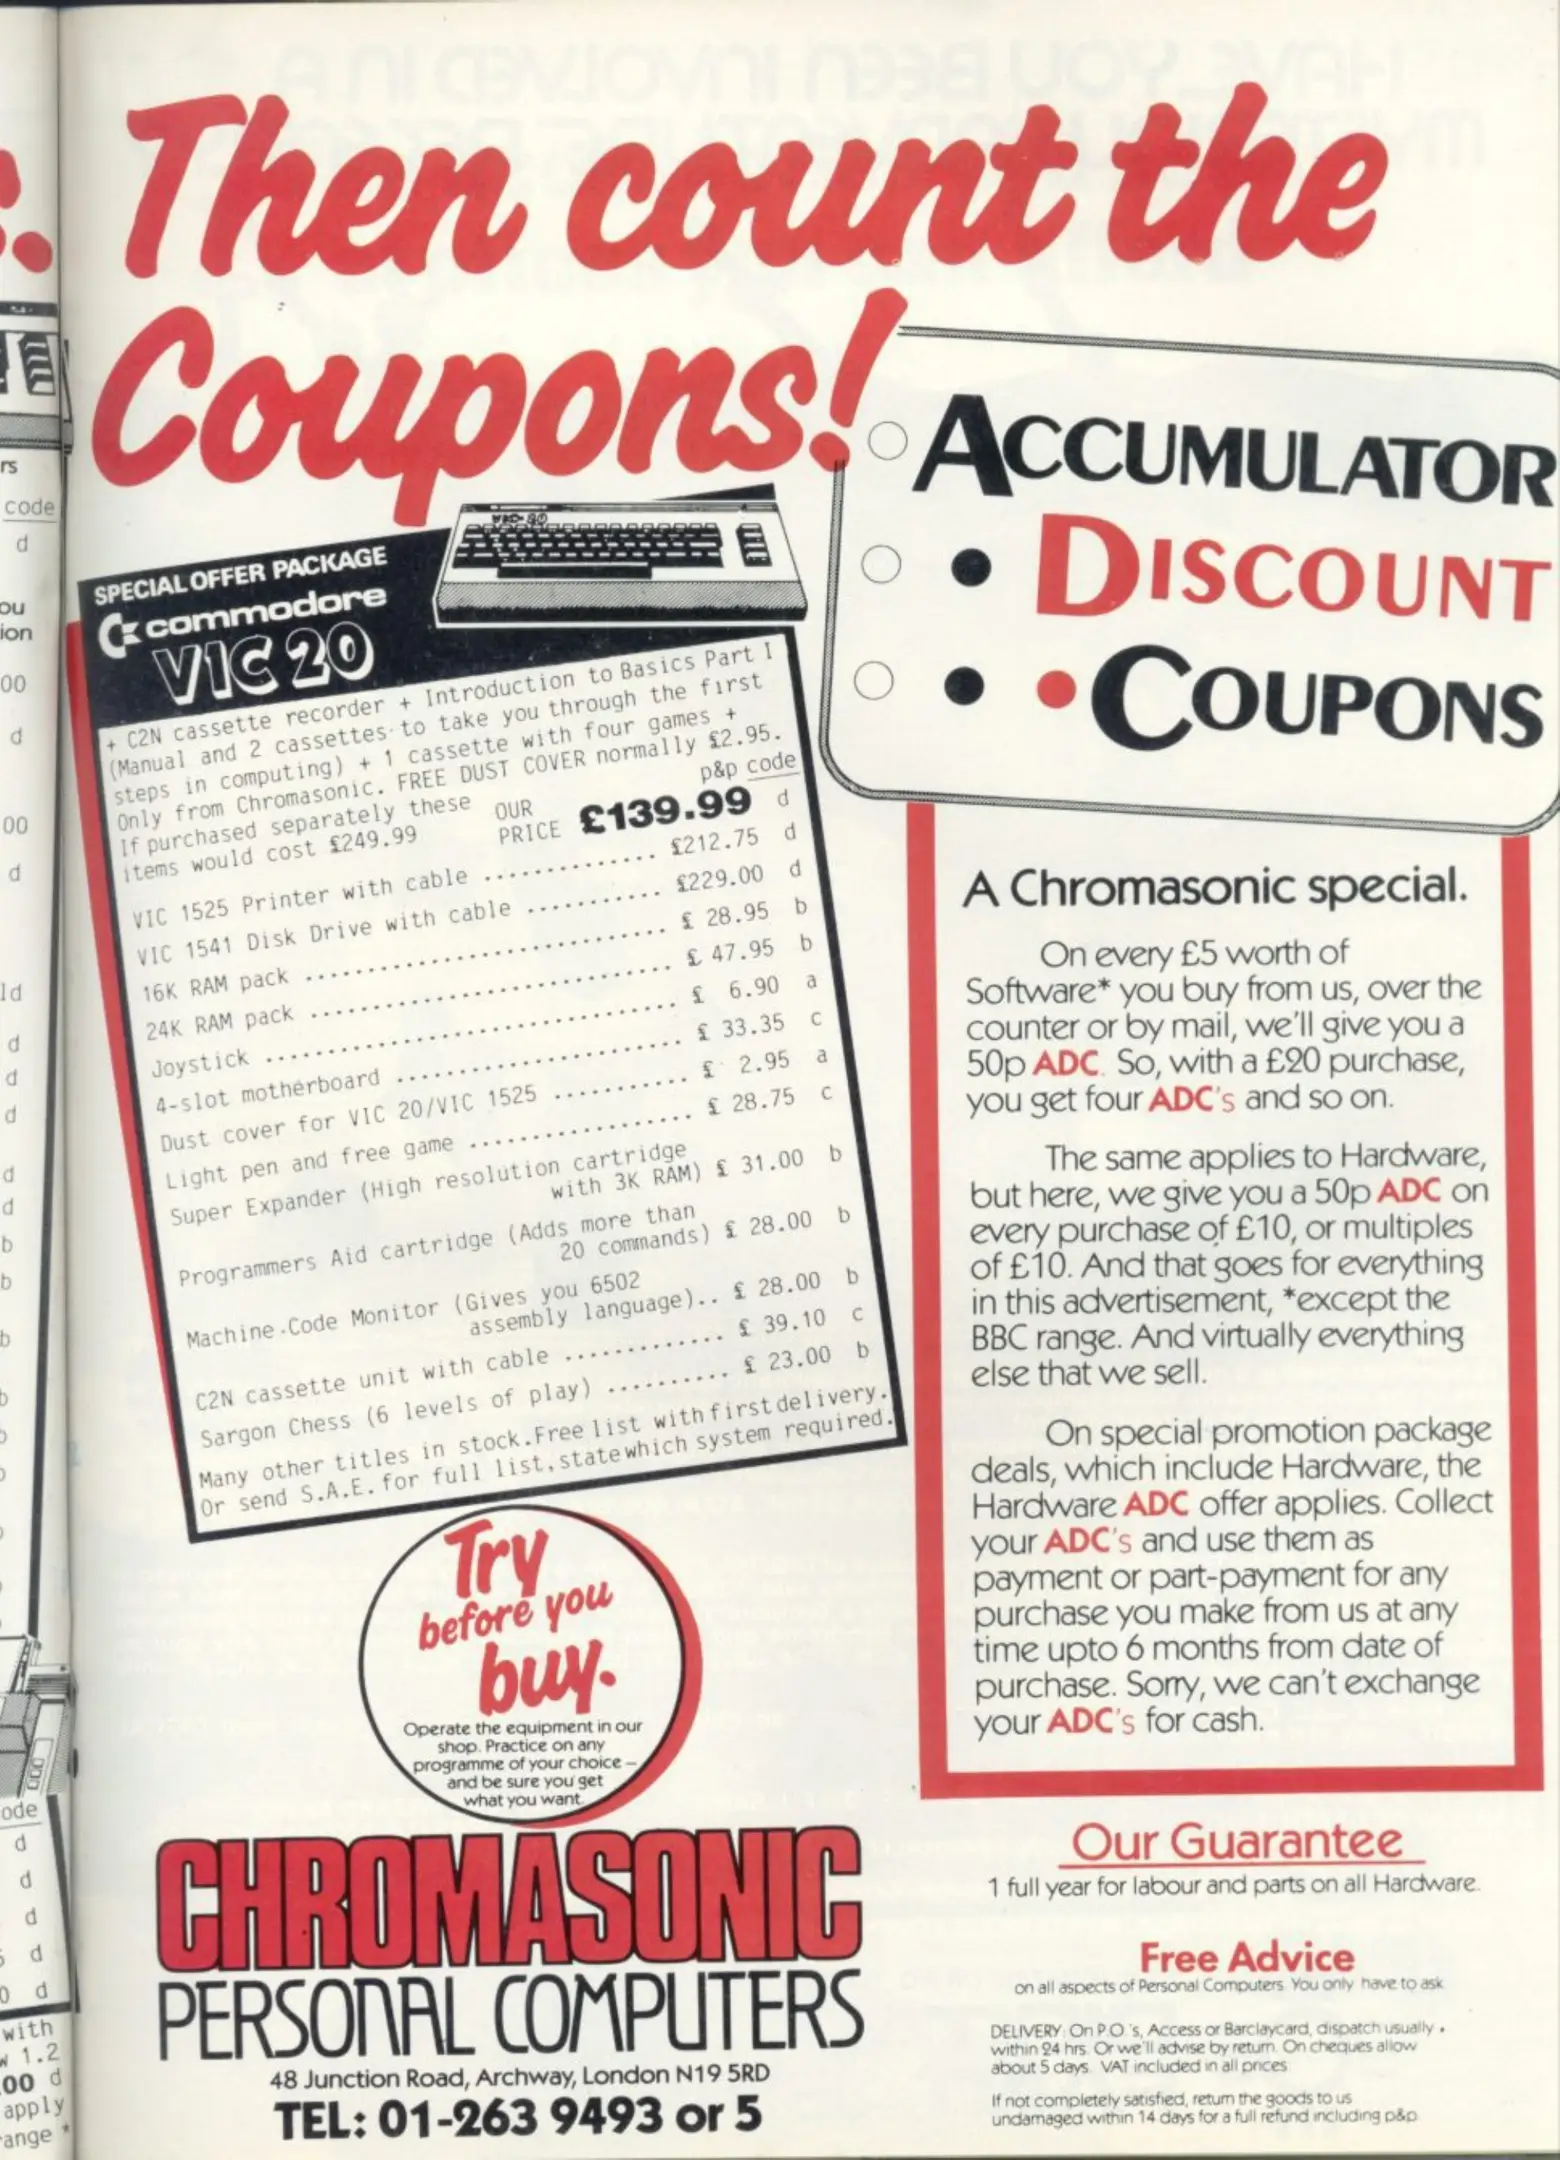 Then count the
Coupons!
SPECIAL OFFER PACKAGE
commodore
VIC 20
VIC-20
+ C2N cassette recorder + Introduction to Basics Part I
(Manual and 2 cassettes to take you through the first
steps in computing) + 1 cassette with four games +
Only from Chromasonic. FREE DUST COVER normally £2.95.
If purchased separately these
items would cost £249.99
OUR
PRICE £139.99 d
p&p code
VIC 1525 Printer with cable .............. £212.75 d
VIC 1541 Disk Drive with cable ........... £229.00 d
16K RAM pack ............................. £ 28.95 b
24K RAM pack ............................. £ 47.95 b
Joystick ................................. £ 6.90 a
4-slot motherboard ....................... £ 33.35 c
Dust cover for VIC 20/VIC 1525 ........... £ 2.95 a
Light pen and free game .................. £ 28.75 c
Super Expander (High resolution cartridge
with 3K RAM) £ 31.00 b
Programmers Aid cartridge (Adds more than
20 commands) £ 28.00 b
Machine Code Monitor (Gives you 6502
assembly language).. £ 28.00 b
C2N cassette unit with cable ............. £ 39.10 c
Sargon Chess (6 levels of play) .......... £ 23.00 b
Many other titles in stock.Free list with first delivery.
Or send S.A.E. for full list, state which system required.
Try
before you
buy.
Operate the equipment in our
shop. Practice on any
programme of your choice –
and be sure you get
what you want.
CHROMASONIC
PERSONAL COMPUTERS
48 Junction Road, Archway, London N19 5RD
TEL: 01-263 9493 or 5
ACCUMULATOR
DISCOUNT
COUPONS
A Chromasonic special.
On every £5 worth of
Software* you buy from us, over the
counter or by mail, we'll give you a
50p ADC. So, with a £20 purchase,
you get four ADC's and so on.
The same applies to Hardware,
but here, we give you a 50p ADC on
every purchase of £10, or multiples
of £10. And that goes for everything
in this advertisement, *except the
BBC range. And virtually everything
else that we sell.
On special promotion package
deals, which include Hardware, the
Hardware ADC offer applies. Collect
your ADC's and use them as
payment or part-payment for any
purchase you make from us at any
time upto 6 months from date of
purchase. Sorry, we can't exchange
your ADC's for cash.
Our Guarantee
1 full year for labour and parts on all Hardware.
Free Advice
on all aspects of Personal Computers. You only have to ask
DELIVERY: On P.O.'s, Access or Barclaycard, dispatch usually
within 24 hrs. Or we'll advise by return. On cheques allow
about 5 days. VAT included in all prices
If not completely satisfied, return the goods to us
undamaged within 14 days for a full refund including p&p